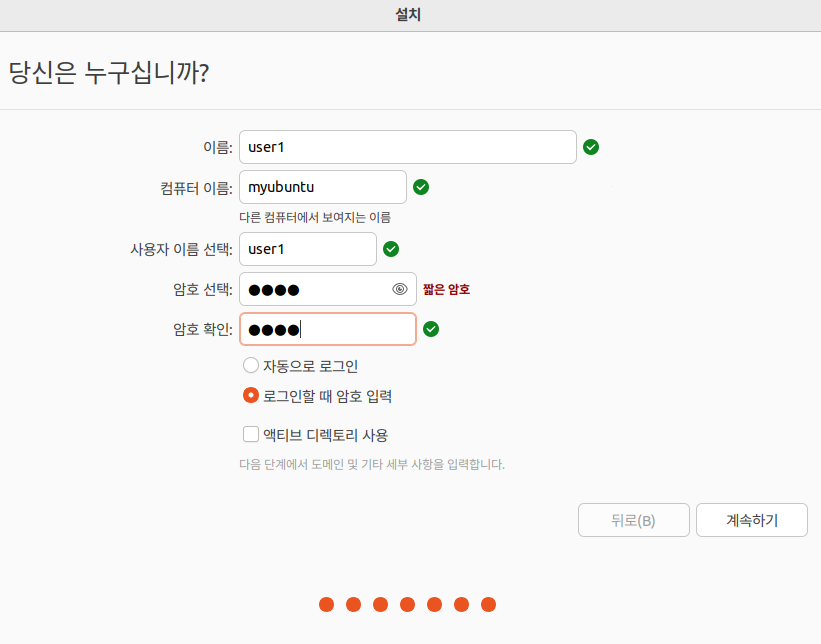 설치
당신은 누구십니까?
이름: user1
컴퓨터 이름: myubuntu
다른 컴퓨터에서 보여지는 이름
사용자 이름 선택: user1
암호 선택: ●●●● 짧은 암호
암호 확인: ●●●●
자동으로 로그인
로그인할 때 암호 입력
액티브 디렉토리 사용
다음 단계에서 도메인 및 기타 세부 사항을 입력합니다.
뒤로(B) 계속하기